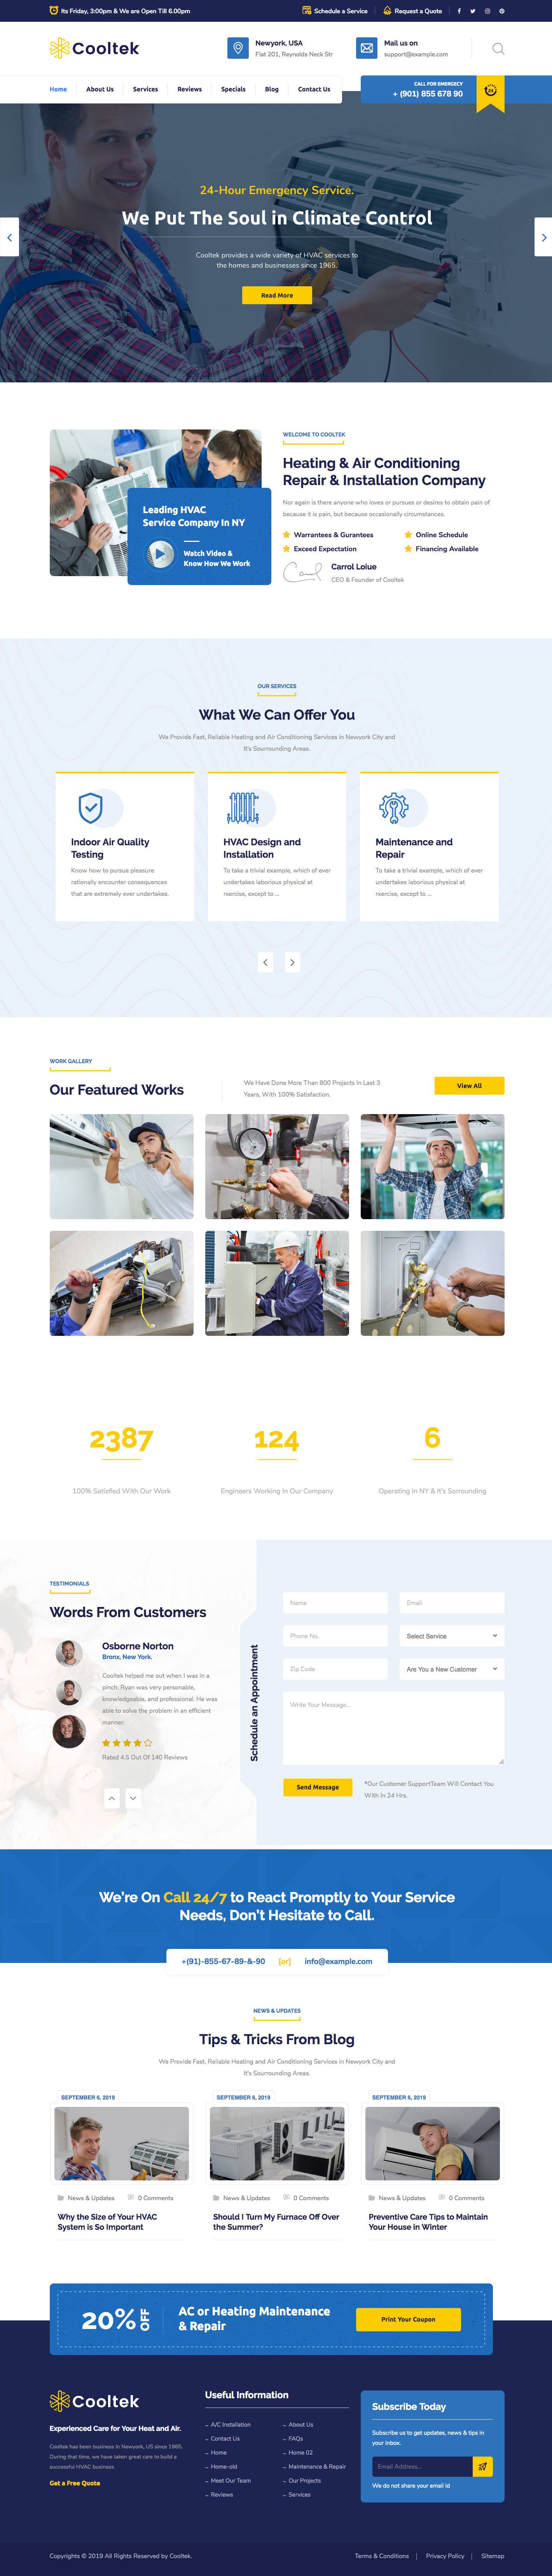 Its Friday, 3:00pm & We are Open Till 6.00pm
Schedule a Service
Request a Quote
Cooltek
Newyork, USA
Flat 201, Reynolds Neck Str
Mail us on
support@example.com
Home
About Us
Services
Reviews
Specials
Blog
Contact Us
CALL FOR EMERGECY
+ (901) 855 678 90
24
24-Hour Emergency Service.
We Put The Soul in Climate Control
Cooltek provides a wide variety of HVAC services to
the homes and businesses since 1965.
Read More
Leading HVAC
Service Company In NY
Watch Video &
Know How We Work
WELCOME TO COOLTEK
Heating & Air Conditioning
Repair & Installation Company
Nor again is there anyone who loves or pursues or desires to obtain pain of
because it is pain, but because occasionally circumstances.
Warrantees & Gurantees
Online Schedule
Exceed Expectation
Financing Available
Carrol Loiue
CEO & Founder of Cooltek
OUR SERVICES
What We Can Offer You
We Provide Fast, Reliable Heating and Air Conditioning Services in Newyork City and
It's Sourrounding Areas.
Indoor Air Quality
Testing
Know how to pursue pleasure
rationally encounter consequences
that are extremely ever undertakes.
HVAC Design and
Installation
To take a trivial example, which of ever
undertakes laborious physical at
rxercise, except to ...
Maintenance and
Repair
To take a trivial example, which of ever
undertakes laborious physical at
rxercise, except to ...
WORK GALLERY
Our Featured Works
We Have Done More Than 800 Projects In Last 3
Years, With 100% Satisfaction.
View All
2387
100% Satisfied With Our Work
124
Engineers Working In Our Company
6
Operating In NY & It's Sorrounding
TESTIMONIALS
Words From Customers
Osborne Norton
Bronx, New York.
Cooltek helped me out when I was in a
pinch. Ryan was very personable,
knowledgeable, and professional. He was
able to solve the problem in an efficient
manner.
Rated 4.5 Out Of 140 Reviews
Schedule an Appointment
Name
Email
Phone No.
Select Service
Zip Code
Are You a New Customer
Write Your Message...
Send Message
*Our Customer SupportTeam Will Contact You
With In 24 Hrs.
We're On Call 24/7 to React Promptly to Your Service
Needs, Don't Hesitate to Call.
+(91)-855-67-89-&-90
[or]
info@example.com
NEWS & UPDATES
Tips & Tricks From Blog
We Provide Fast, Reliable Heating and Air Conditioning Services in Newyork City and
It's Sourrounding Areas.
SEPTEMBER 6, 2019
News & Updates
0 Comments
Why the Size of Your HVAC
System is So Important
SEPTEMBER 6, 2019
News & Updates
0 Comments
Should I Turn My Furnace Off Over
the Summer?
SEPTEMBER 6, 2019
News & Updates
0 Comments
Preventive Care Tips to Maintain
Your House in Winter
20% OFF
AC or Heating Maintenance
& Repair
Print Your Coupon
Cooltek
Experienced Care for Your Heat and Air.
Cooltek has been business in Newyork, US since 1965.
During that time, we have taken great care to build a
successful HVAC business.
Get a Free Quote
Useful Information
A/C Installation
Contact Us
Home
Home-old
Meet Our Team
Reviews
About Us
FAQs
Home 02
Maintenance & Repair
Our Projects
Services
Subscribe Today
Subscribe us to get updates, news & tips in
your inbox.
Email Address...
We do not share your email id
Copyrights © 2019 All Rights Reserved by Cooltek.
Terms & Conditions
Privacy Policy
Sitemap